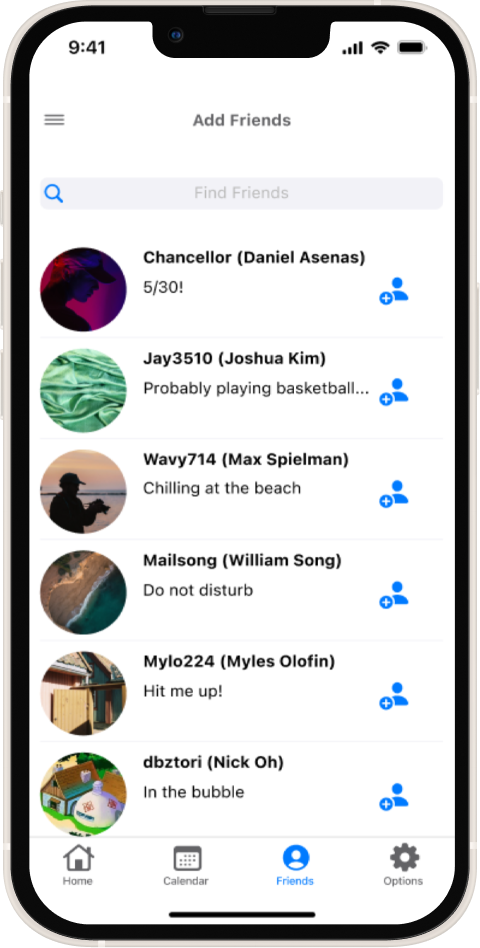 9:41
Add Friends
Find Friends
Chancellor (Daniel Asenas)
5/30!
Jay3510 (Joshua Kim)
Probably playing basketball...
Wavy714 (Max Spielman)
Chilling at the beach
Mailsong (William Song)
Do not disturb
Mylo224 (Myles Olofin)
Hit me up!
dbztori (Nick Oh)
In the bubble
Home
Calendar
Friends
Options